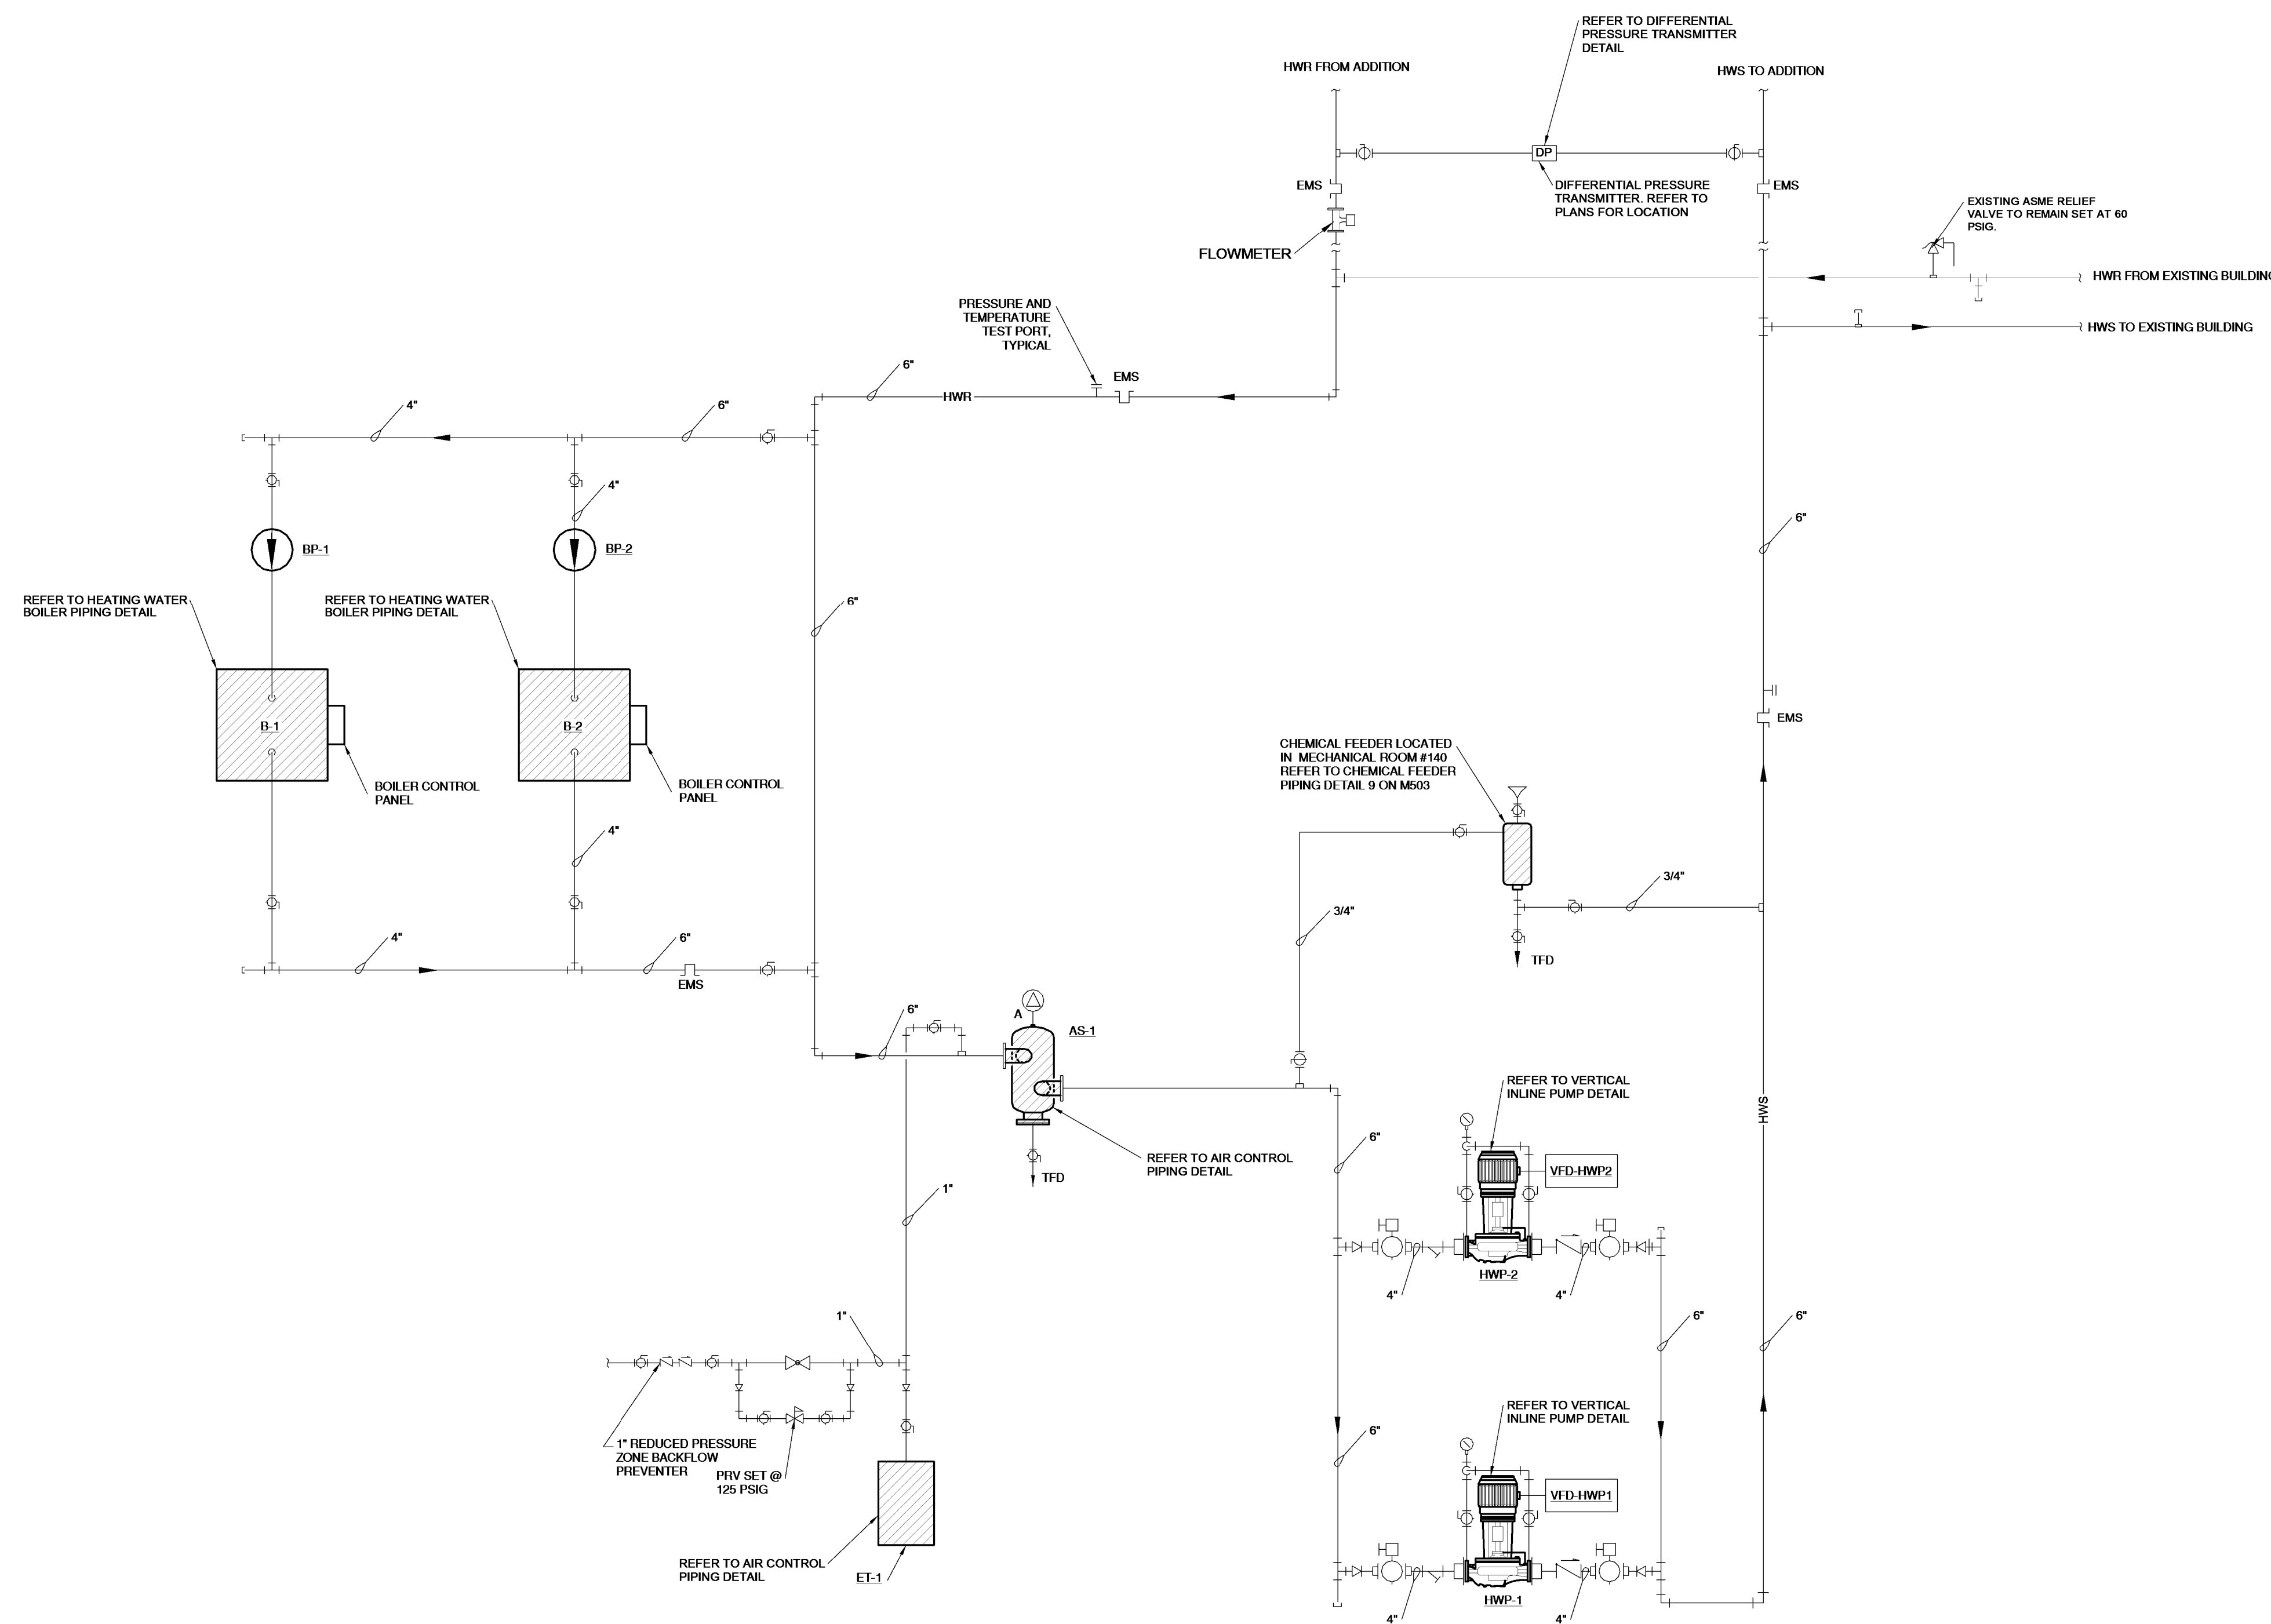 REFER TO DIFFERENTIAL
PRESSURE TRANSMITTER
DETAIL
HWR FROM ADDITION
HWS TO ADDITION
DP
EMS
DIFFERENTIAL PRESSURE
TRANSMITTER. REFER TO
PLANS FOR LOCATION
EMS
EXISTING ASME RELIEF
VALVE TO REMAIN SET AT 60
PSIG.
FLOWMETER
HWR FROM EXISTING BUILDING
HWS TO EXISTING BUILDING
PRESSURE AND
TEMPERATURE
TEST PORT,
TYPICAL
EMS
6"
HWR
4"
6"
4"
BP-1
BP-2
6"
REFER TO HEATING WATER
BOILER PIPING DETAIL
REFER TO HEATING WATER
BOILER PIPING DETAIL
6"
B-1
B-2
EMS
BOILER CONTROL
PANEL
BOILER CONTROL
PANEL
CHEMICAL FEEDER LOCATED
IN MECHANICAL ROOM #140
REFER TO CHEMICAL FEEDER
PIPING DETAIL 9 ON M503
4"
3/4"
3/4"
4"
6"
EMS
TFD
6"
A
AS-1
REFER TO VERTICAL
INLINE PUMP DETAIL
HWS
6"
REFER TO AIR CONTROL
PIPING DETAIL
TFD
VFD-HWP2
1"
HWP-2
4"
4"
1"
6"
6"
1" REDUCED PRESSURE
ZONE BACKFLOW
PREVENTER
PRV SET @
125 PSIG
6"
REFER TO VERTICAL
INLINE PUMP DETAIL
VFD-HWP1
REFER TO AIR CONTROL
PIPING DETAIL
ET-1
HWP-1
4"
4"